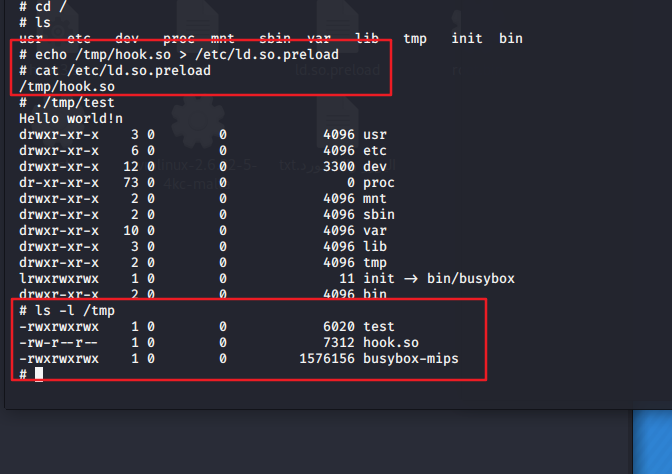 # cd /
# ls
usr etc dev proc mnt sbin var lib tmp init bin
# echo /tmp/hook.so > /etc/ld.so.preload
# cat /etc/ld.so.preload
/tmp/hook.so
# ./tmp/test
Hello world!n
drwxr-xr-x 3 0 0 4096 usr
drwxr-xr-x 6 0 0 4096 etc
drwxr-xr-x 12 0 0 3300 dev
dr-xr-xr-x 73 0 0 0 proc
drwxr-xr-x 2 0 0 4096 mnt
drwxr-xr-x 2 0 0 4096 sbin
drwxr-xr-x 10 0 0 4096 var
drwxr-xr-x 3 0 0 4096 lib
drwxr-xr-x 2 0 0 4096 tmp
lrwxrwxrwx 1 0 0 11 init -> bin/busybox
drwxr-xr-x 2 0 0 4096 bin
# ls -l /tmp
-rwxrwxrwx 1 0 0 6020 test
-rw-r--r-- 1 0 0 7312 hook.so
-rwxrwxrwx 1 0 0 1576156 busybox-mips
#